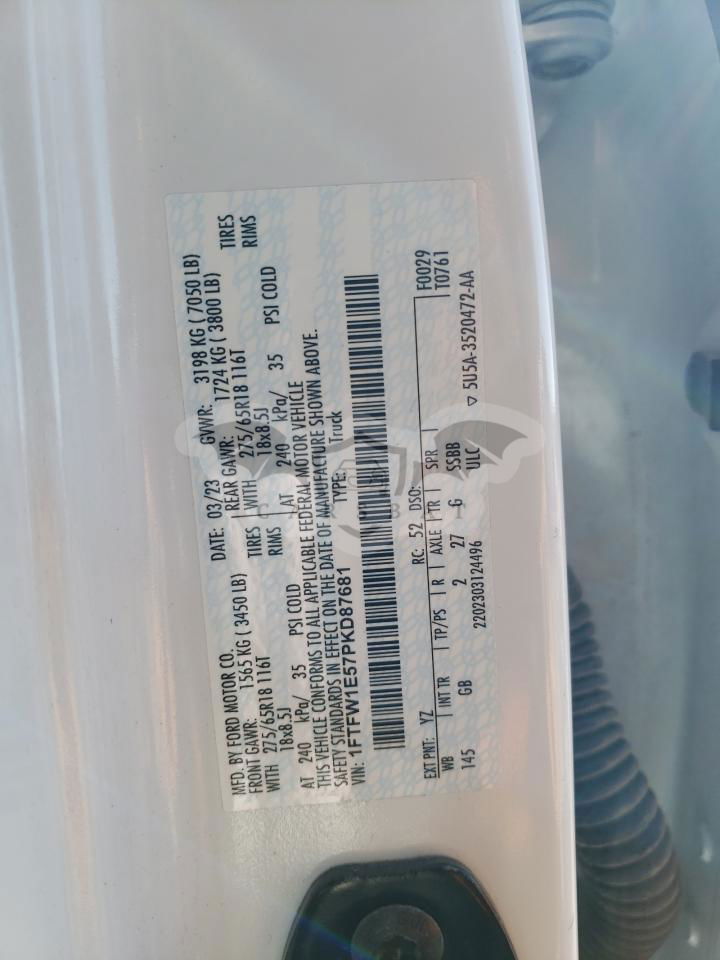 MFD. BY FORD MOTOR CO.
DATE: 03/23 GVWR: 3198 KG ( 7050 LB)
FRONT GAWR: 1565 KG ( 3450 LB) REAR GAWR: 1724 KG ( 3800 LB)
WITH 275/65R18 116T TIRES WITH 275/65R18 116T TIRES
18x8.5J RIMS 18x8.5J RIMS
AT 240 kPa/ 35 PSI COLD AT 240 kPa/ 35 PSI COLD
THIS VEHICLE CONFORMS TO ALL APPLICABLE FEDERAL MOTOR VEHICLE
SAFETY STANDARDS IN EFFECT ON THE DATE OF MANUFACTURE SHOWN ABOVE.
VIN: 1FTFW1E57PKD87681 TYPE: Truck
EXT PNT: YZ RC: 52 DSO: F0029
WB INT TR TP/PS R AXLE TR SPR T0761
145 GB 2 27 G SSBB
2202303124496 ULC
▽ 5U5A-3520472-AA